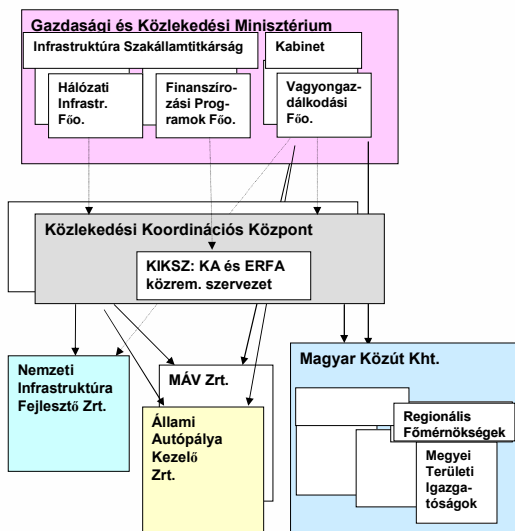 Gazdasági és Közlekedési Minisztérium
Infrastruktúra Szakállamtitkárság
Kabinet
Hálózati
Infrastr.
Főo.
Finanszíro-
zási Prog-
ramok Főo.
Vagyongaz-
dálkodási
Főo.
Közlekedési Koordinációs Központ
KIKSZ: KA és ERFA
közrem. szervezet
Nemzeti
Infrastruktúra
Fejlesztő Zrt.
MÁV Zrt.
Állami
Autópálya
Kezelő
Zrt.
Magyar Közút Kht.
Regionális
Főmérnökségek
Megyei
Területi
Igazga-
tóságok